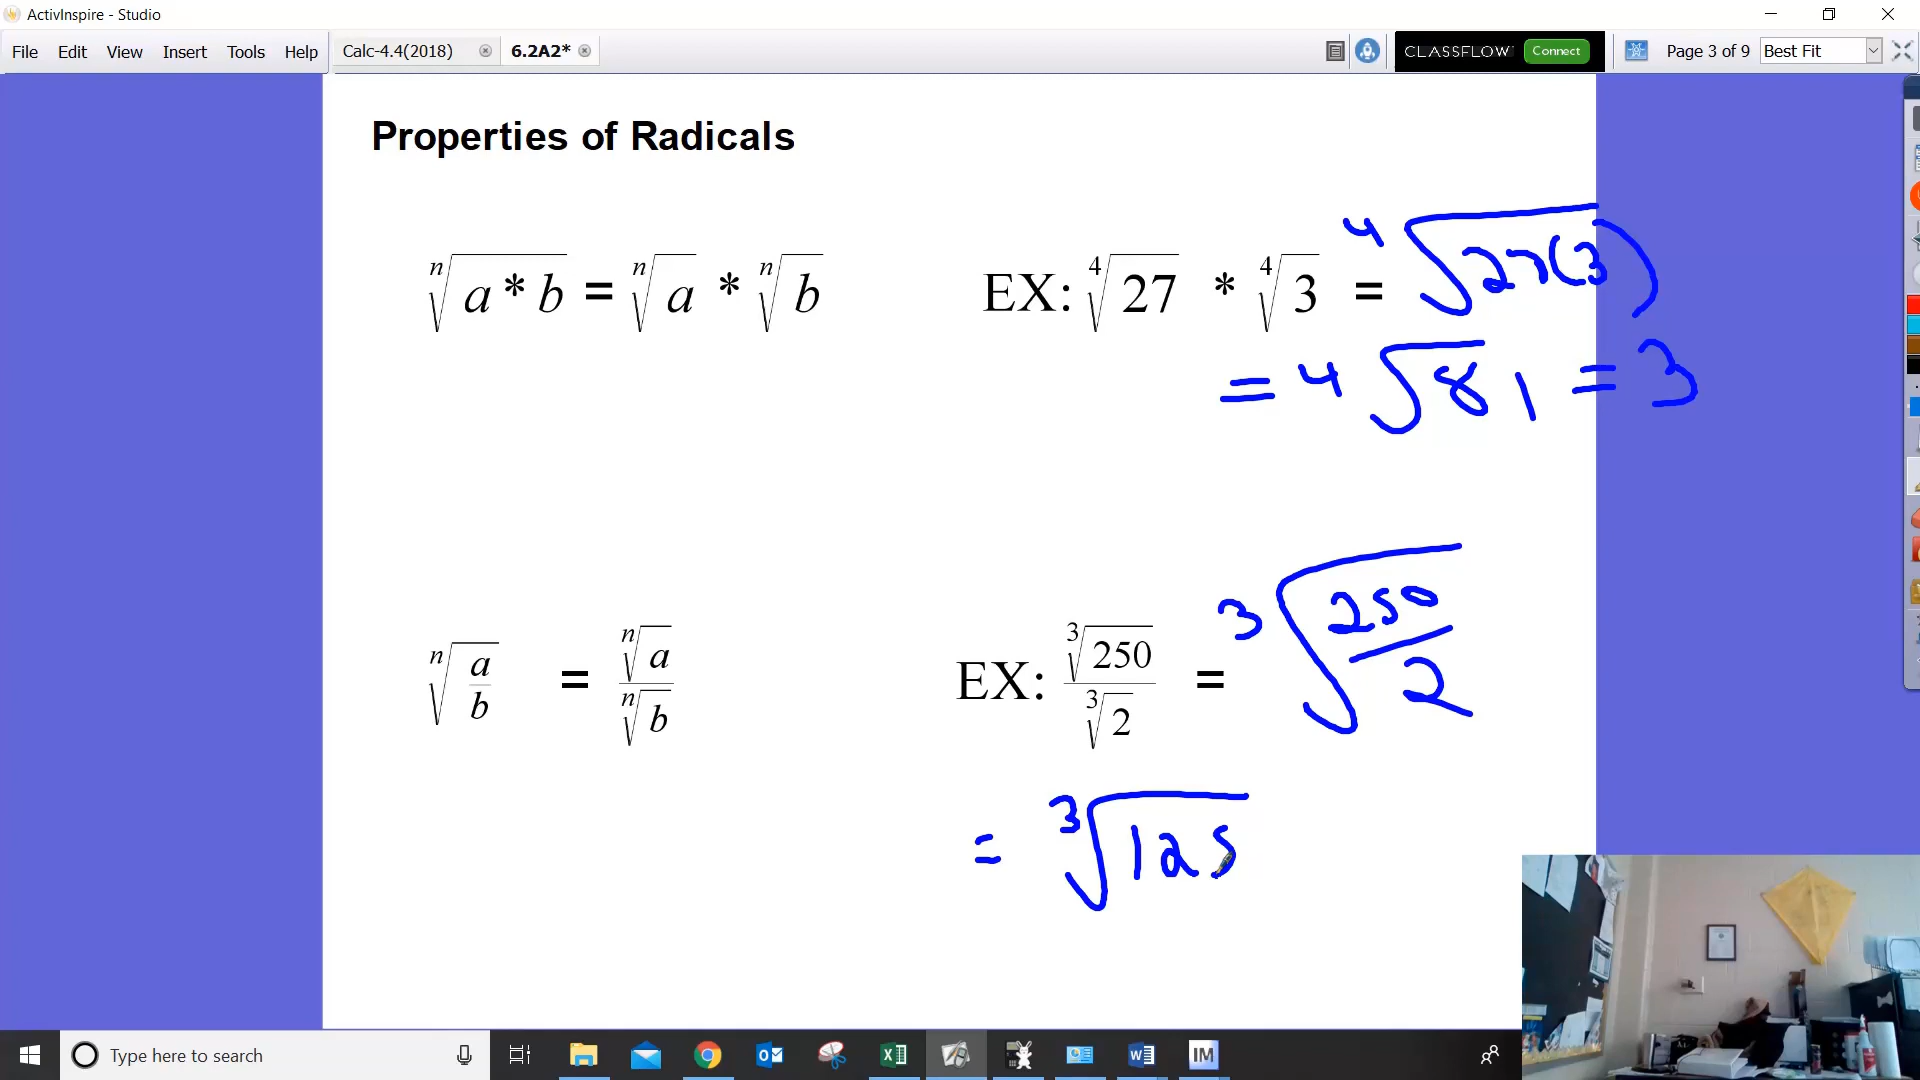 ActivInspire - Studio
File Edit View Insert Tools Help Calc-4.4(2018) 6.2A2* CLASSFLOW Connect Page 3 of 9 Best Fit
Properties of Radicals
ⁿ√(a * b) = ⁿ√a * ⁿ√b EX: ⁴√27 * ⁴√3 = ⁴√27(3)
= ⁴√81 = 3
ⁿ√(a/b) = ⁿ√a / ⁿ√b EX: ³√250 / ³√2 = ³√(250/2)
= ³√125
Type here to search
IM